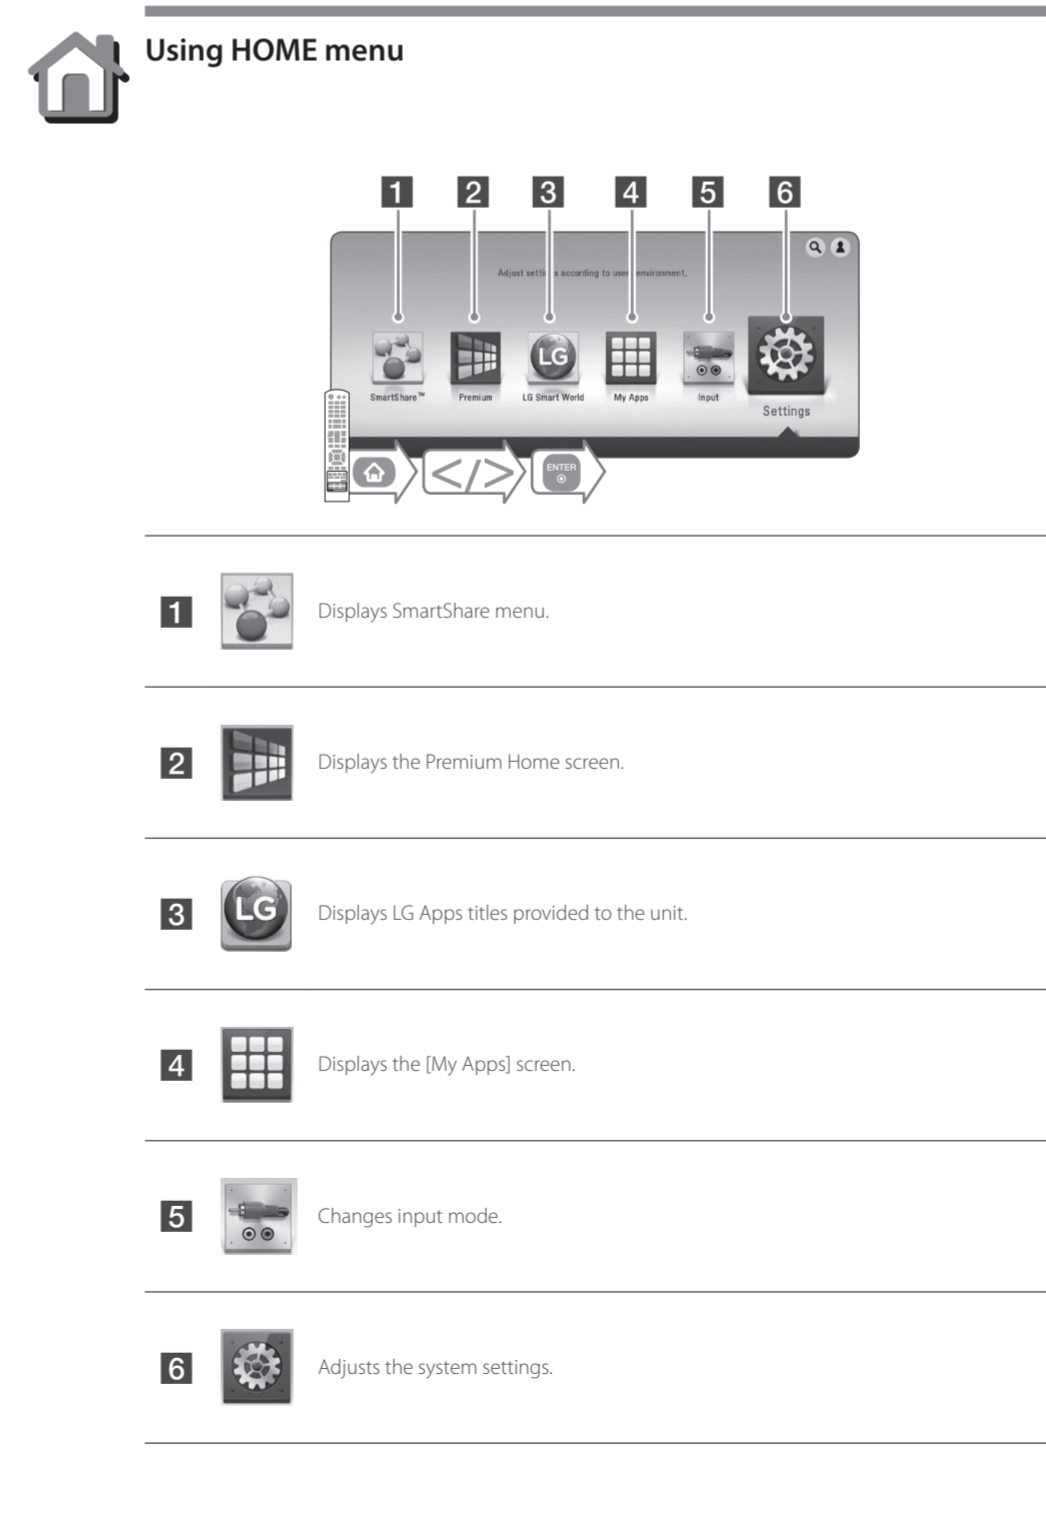 Using HOME menu
1 2 3 4 5 6
Adjust settings according to user environment.
LG
SmartShare™ Premium LG Smart World My Apps Input Settings
</> ENTER
1 Displays SmartShare menu.
2 Displays the Premium Home screen.
3 LG Displays LG Apps titles provided to the unit.
4 Displays the [My Apps] screen.
5 Changes input mode.
6 Adjusts the system settings.